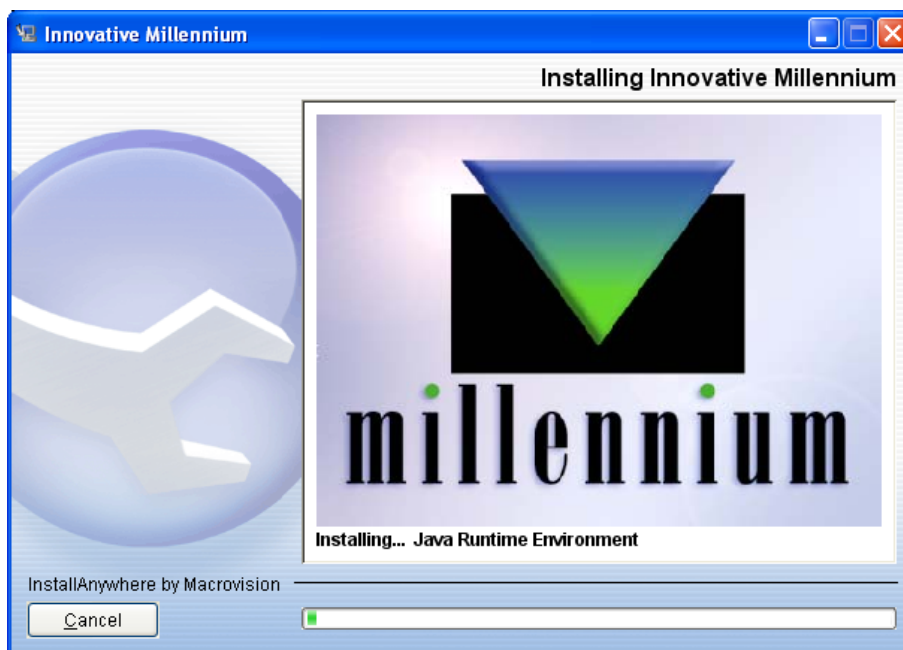 Innovative Millennium
Installing Innovative Millennium
millennium
Installing... Java Runtime Environment
InstallAnywhere by Macrovision
Cancel